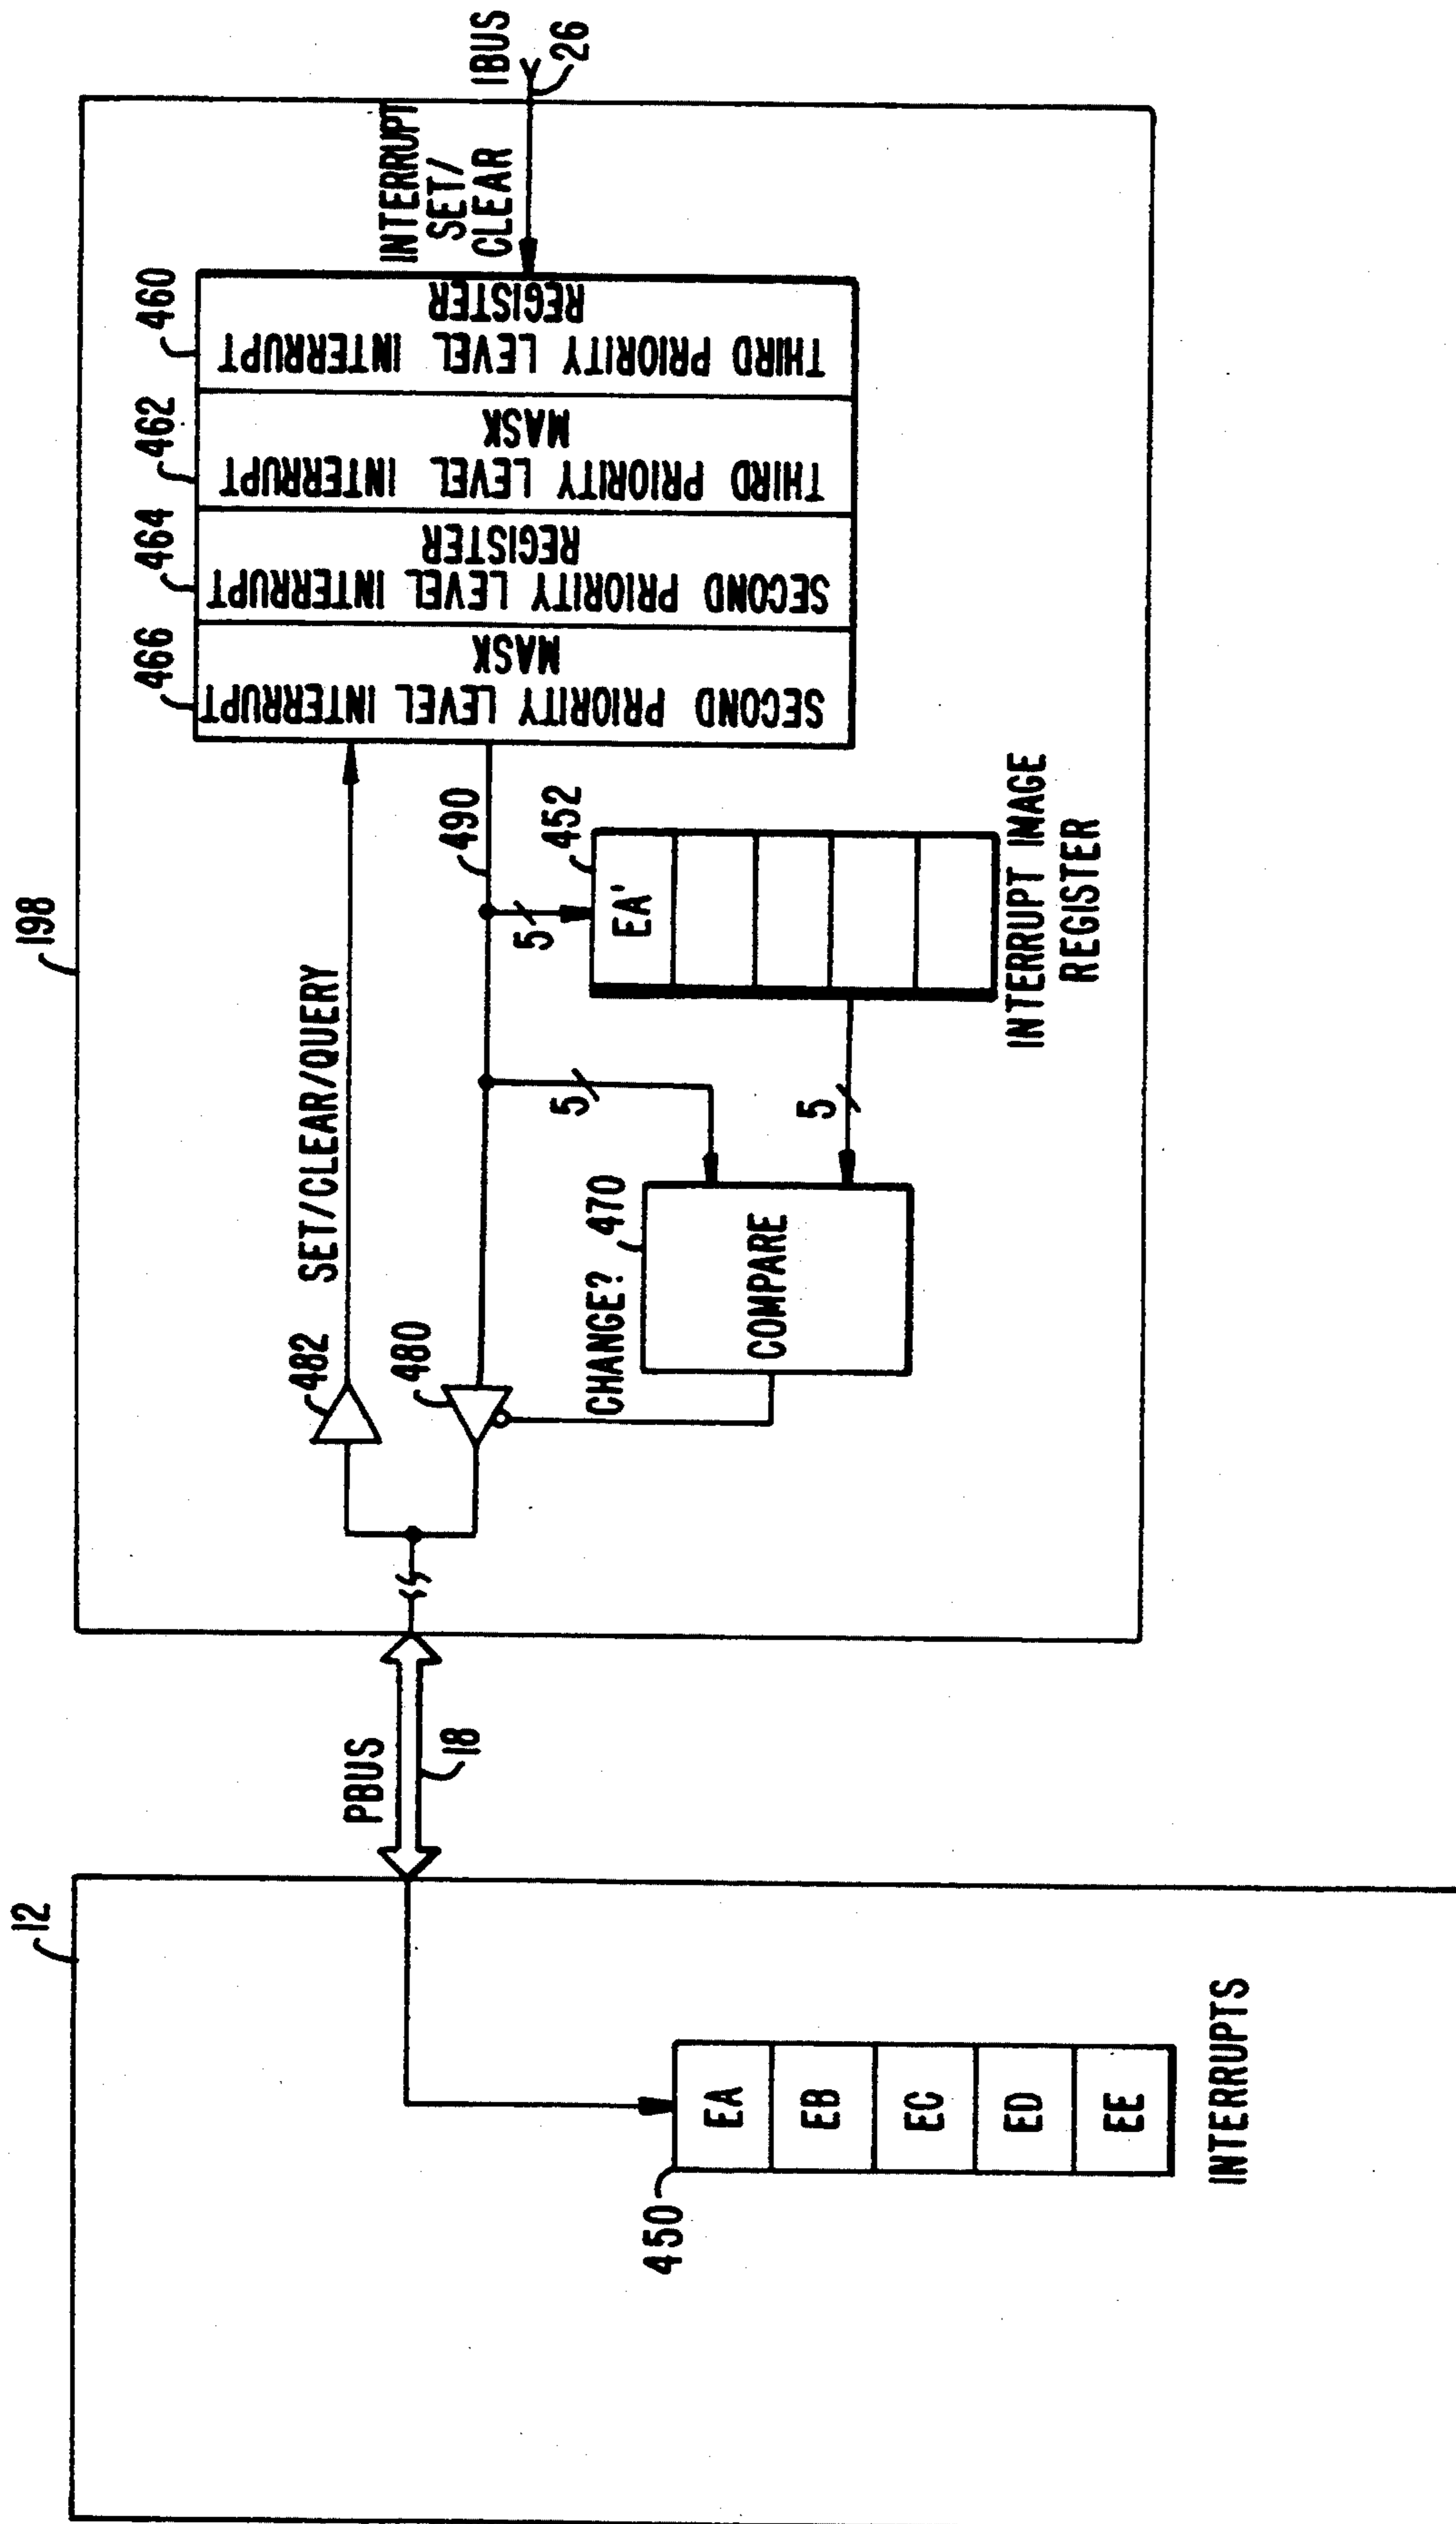 12
PBUS
18
450
EA
EB
EC
ED
EE
INTERRUPTS
198
482
SET/CLEAR/QUERY
480
490
CHANGE?
470
COMPARE
5
5
5
452
EA'
INTERRUPT IMAGE
REGISTER
466
464
462
460
SECOND PRIORITY LEVEL INTERRUPT
MASK
SECOND PRIORITY LEVEL INTERRUPT
REGISTER
THIRD PRIORITY LEVEL INTERRUPT
MASK
THIRD PRIORITY LEVEL INTERRUPT
REGISTER
INTERRUPT
SET/
CLEAR
IBUS
26